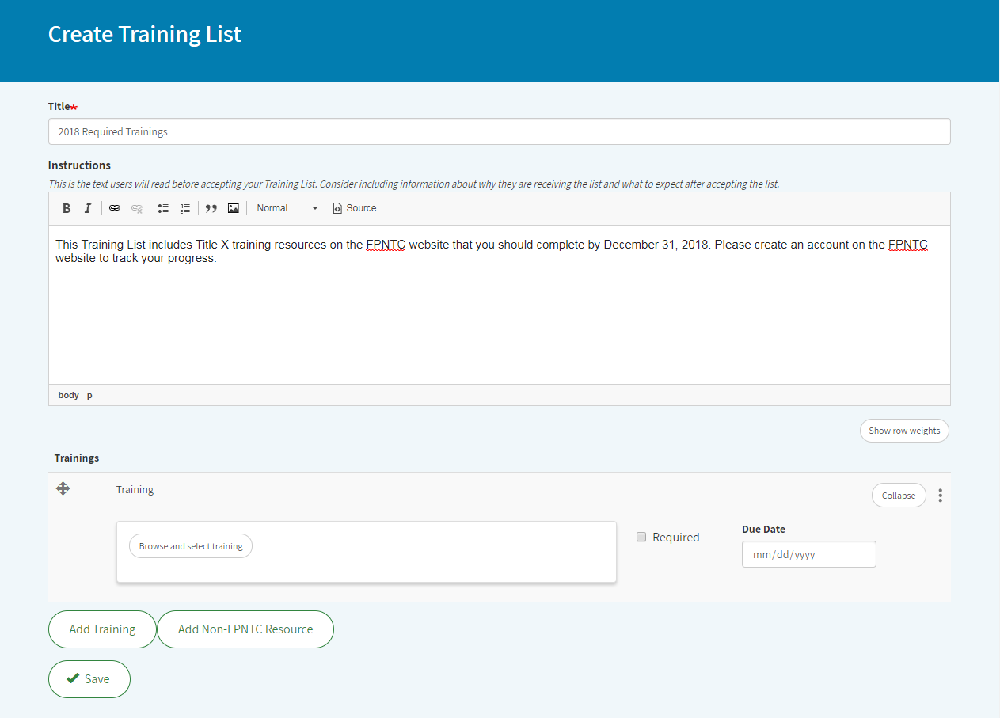 Create Training List
Title*
2018 Required Trainings
Instructions
This is the text users will read before accepting your Training List. Consider including information about why they are receiving the list and what to expect after accepting the list.
B I Normal Source
This Training List includes Title X training resources on the FPNTC website that you should complete by December 31, 2018. Please create an account on the FPNTC
website to track your progress.
body p
Show row weights
Trainings
Training Collapse
Browse and select training Required Due Date
mm/dd/yyyy
Add Training Add Non-FPNTC Resource
Save